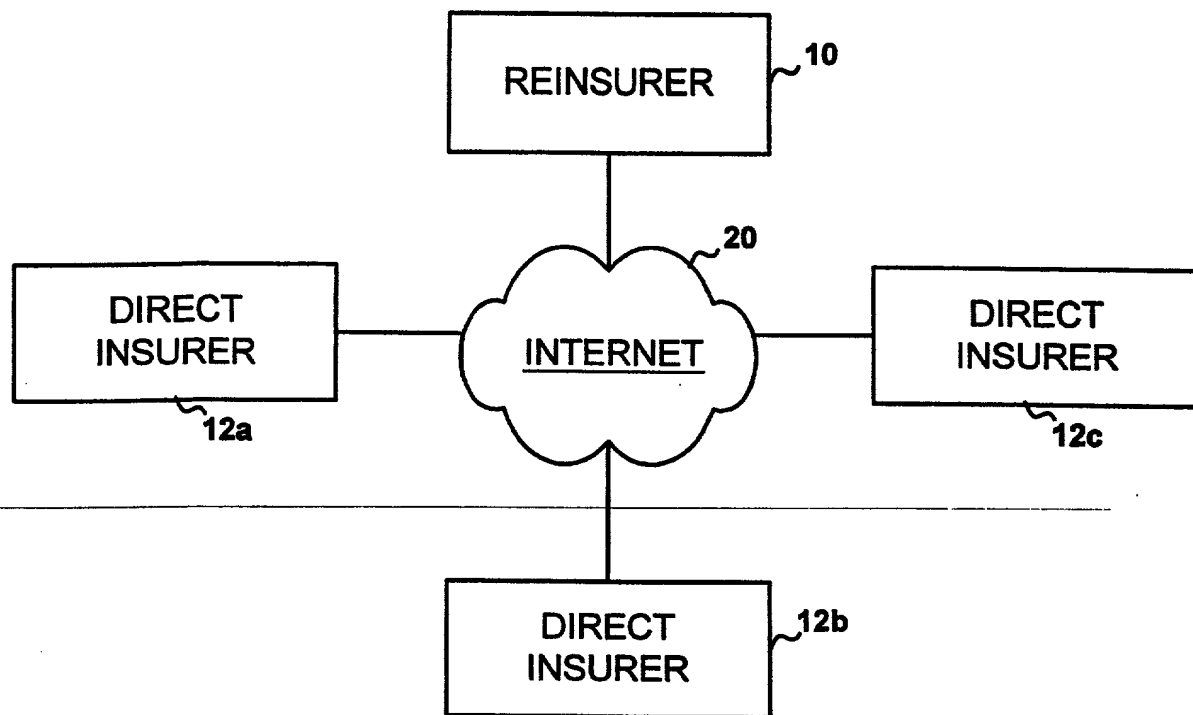 REINSURER
10
20
DIRECT
INSURER
12a
INTERNET
DIRECT
INSURER
12c
DIRECT
INSURER
12b